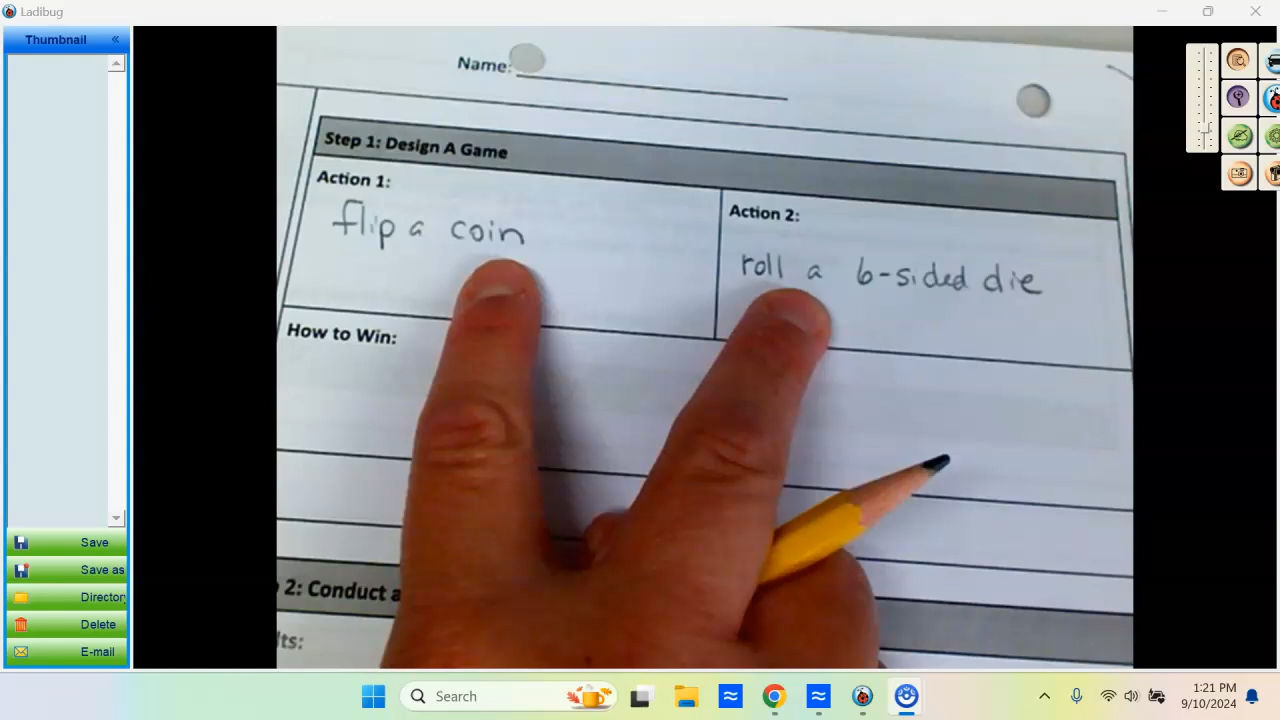 Ladibug
Thumbnail
Name:
Step 1: Design A Game
Action 1:
flip a coin
Action 2:
roll a 6-sided die
How to Win:
2: Conduct a
lts:
Save
Save as
Directory
Delete
E-mail
Search
1:21 PM
9/10/2024